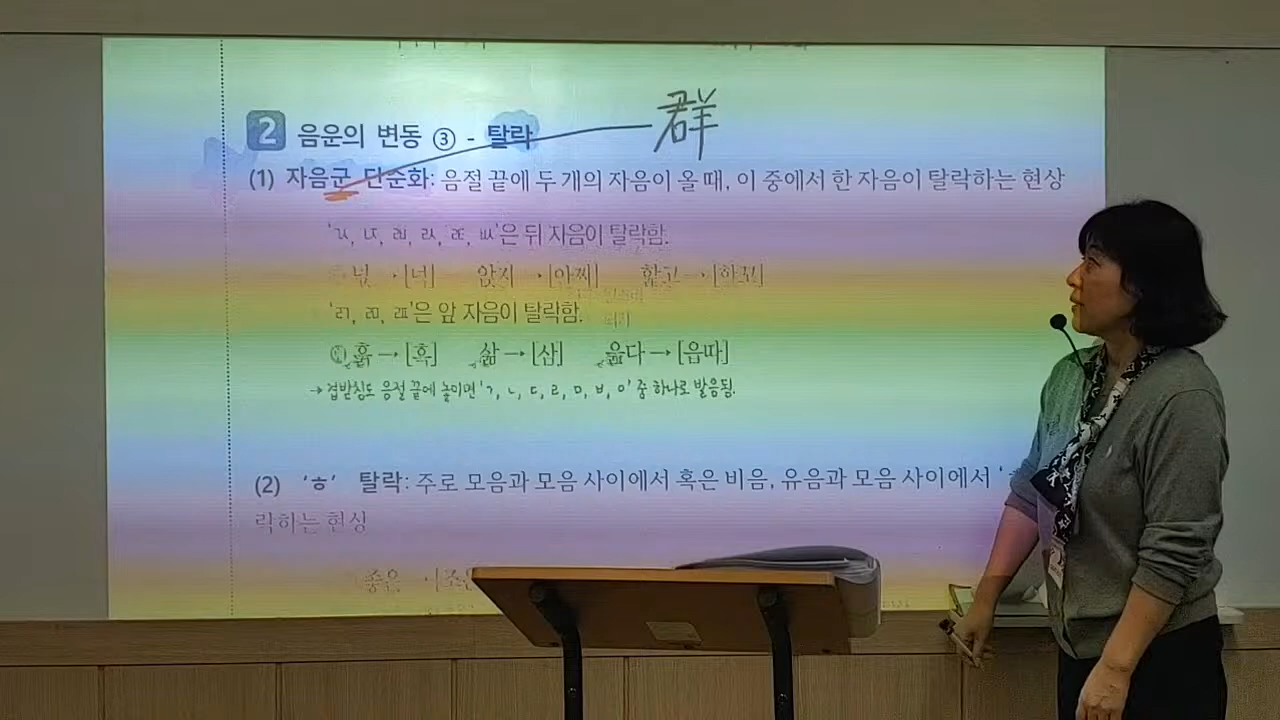 群
2 음운의 변동 ③ - 탈락
(1) 자음군 단순화: 음절 끝에 두 개의 자음이 올 때, 이 중에서 한 자음이 탈락하는 현상
은 뒤 자음이 탈락함.
넋 → [넉] 앉지 → [안찌] 핥고 → [할꼬]
'ㄺ, ㄻ, ㄿ'은 앞 자음이 탈락함.
흙 → [흑] 삶 → [삼] 읊다 → [읍따]
→ 겹받침도 음절 끝에 놓이면 'ㄱ, ㄴ, ㄷ, ㄹ, ㅁ, ㅂ, ㅇ' 중 하나로 발음됨.
(2) 'ㅎ' 탈락: 주로 모음과 모음 사이에서 혹은 비음, 유음과 모음 사이에서 '
락하는 현상